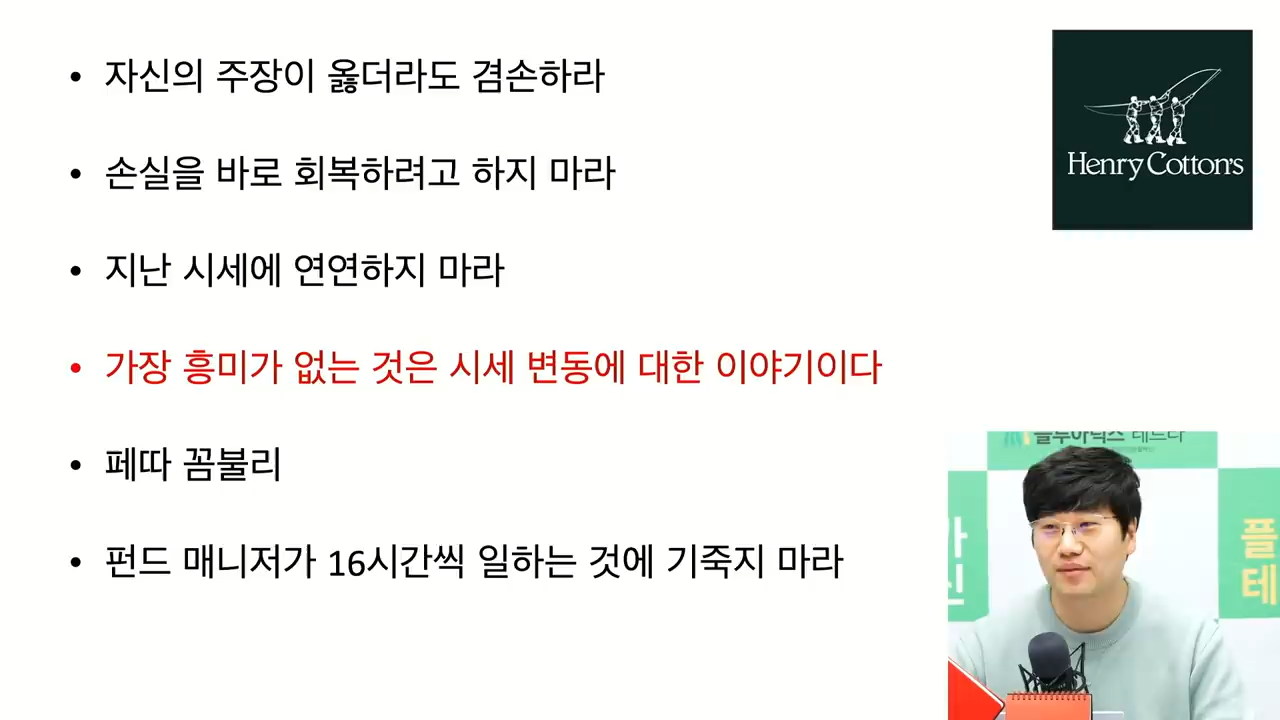 • 자신의 주장이 옳더라도 겸손하라
• 손실을 바로 회복하려고 하지 마라
• 지난 시세에 연연하지 마라
• 가장 흥미가 없는 것은 시세 변동에 대한 이야기이다
• 페따 꼼불리
• 펀드 매니저가 16시간씩 일하는 것에 기죽지 마라
Henry Cotton's
테트라
플
테
신